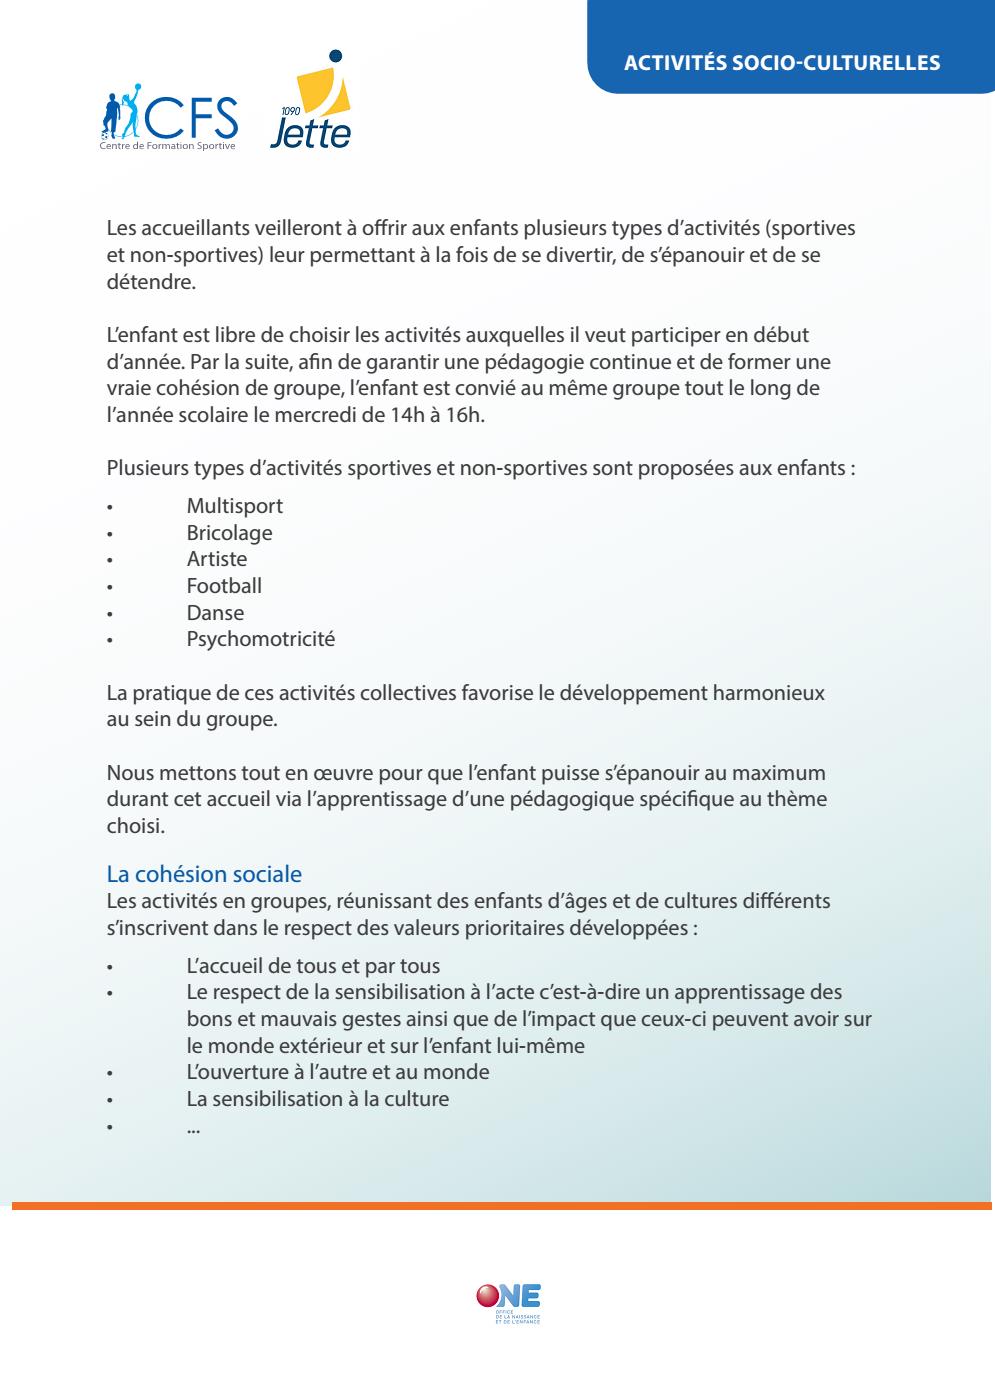 ACTIVITÉS SOCIO-CULTURELLES
CFS
Centre de Formation Sportive
1090
Jette
Les accueillants veilleront à offrir aux enfants plusieurs types d’activités (sportives
et non-sportives) leur permettant à la fois de se divertir, de s’épanouir et de se
détendre.
L’enfant est libre de choisir les activités auxquelles il veut participer en début
d’année. Par la suite, afin de garantir une pédagogie continue et de former une
vraie cohésion de groupe, l’enfant est convié au même groupe tout le long de
l’année scolaire le mercredi de 14h à 16h.
Plusieurs types d’activités sportives et non-sportives sont proposées aux enfants :
• Multisport
• Bricolage
• Artiste
• Football
• Danse
• Psychomotricité
La pratique de ces activités collectives favorise le développement harmonieux
au sein du groupe.
Nous mettons tout en œuvre pour que l’enfant puisse s’épanouir au maximum
durant cet accueil via l’apprentissage d’une pédagogique spécifique au thème
choisi.
La cohésion sociale
Les activités en groupes, réunissant des enfants d’âges et de cultures différents
s’inscrivent dans le respect des valeurs prioritaires développées :
• L’accueil de tous et par tous
• Le respect de la sensibilisation à l’acte c’est-à-dire un apprentissage des
bons et mauvais gestes ainsi que de l’impact que ceux-ci peuvent avoir sur
le monde extérieur et sur l’enfant lui-même
• L’ouverture à l’autre et au monde
• La sensibilisation à la culture
• ...
ONE
OFFICE
DE LA NAISSANCE
ET DE L'ENFANCE